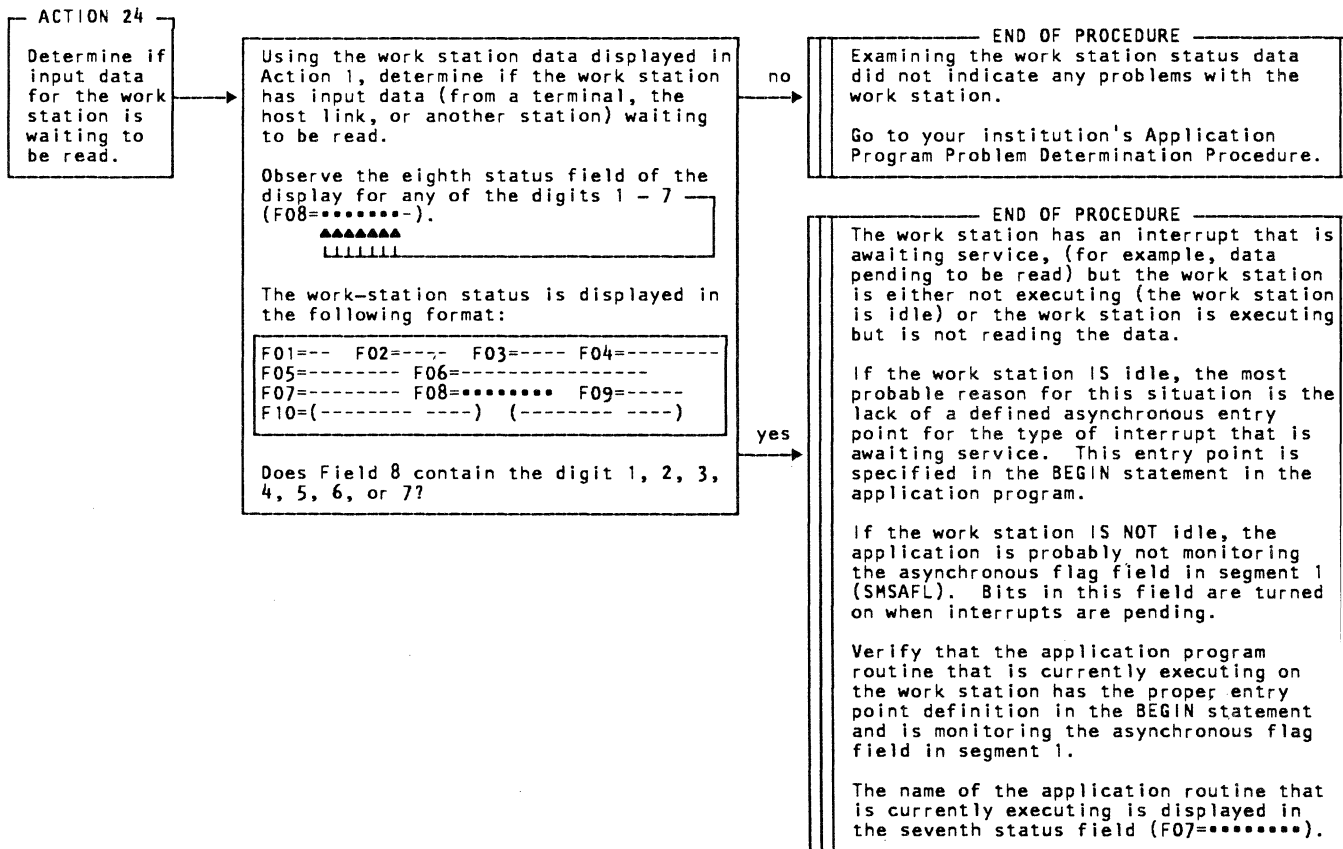 ACTION 24
Determine if
input data
for the work
station is
waiting to
be read.
Using the work station data displayed in
Action 1, determine if the work station
has input data (from a terminal, the
host link, or another station) waiting
to be read.
Observe the eighth status field of the
display for any of the digits 1 – 7
(F08=▪▪▪▪▪▪▪-).
The work-station status is displayed in
the following format:
F01=-- F02=---- F03=---- F04=--------
F05=-------- F06=-----------------
F07=-------- F08=▪▪▪▪▪▪▪▪ F09=-----
F10=(-------- ----) (-------- ----)
Does Field 8 contain the digit 1, 2, 3,
4, 5, 6, or 7?
no
END OF PROCEDURE
Examining the work station status data
did not indicate any problems with the
work station.
Go to your institution's Application
Program Problem Determination Procedure.
yes
END OF PROCEDURE
The work station has an interrupt that is
awaiting service, (for example, data
pending to be read) but the work station
is either not executing (the work station
is idle) or the work station is executing
but is not reading the data.
If the work station IS idle, the most
probable reason for this situation is the
lack of a defined asynchronous entry
point for the type of interrupt that is
awaiting service. This entry point is
specified in the BEGIN statement in the
application program.
If the work station IS NOT idle, the
application is probably not monitoring
the asynchronous flag field in segment 1
(SMSAFL). Bits in this field are turned
on when interrupts are pending.
Verify that the application program
routine that is currently executing on
the work station has the proper entry
point definition in the BEGIN statement
and is monitoring the asynchronous flag
field in segment 1.
The name of the application routine that
is currently executing is displayed in
the seventh status field (F07=▪▪▪▪▪▪▪▪).